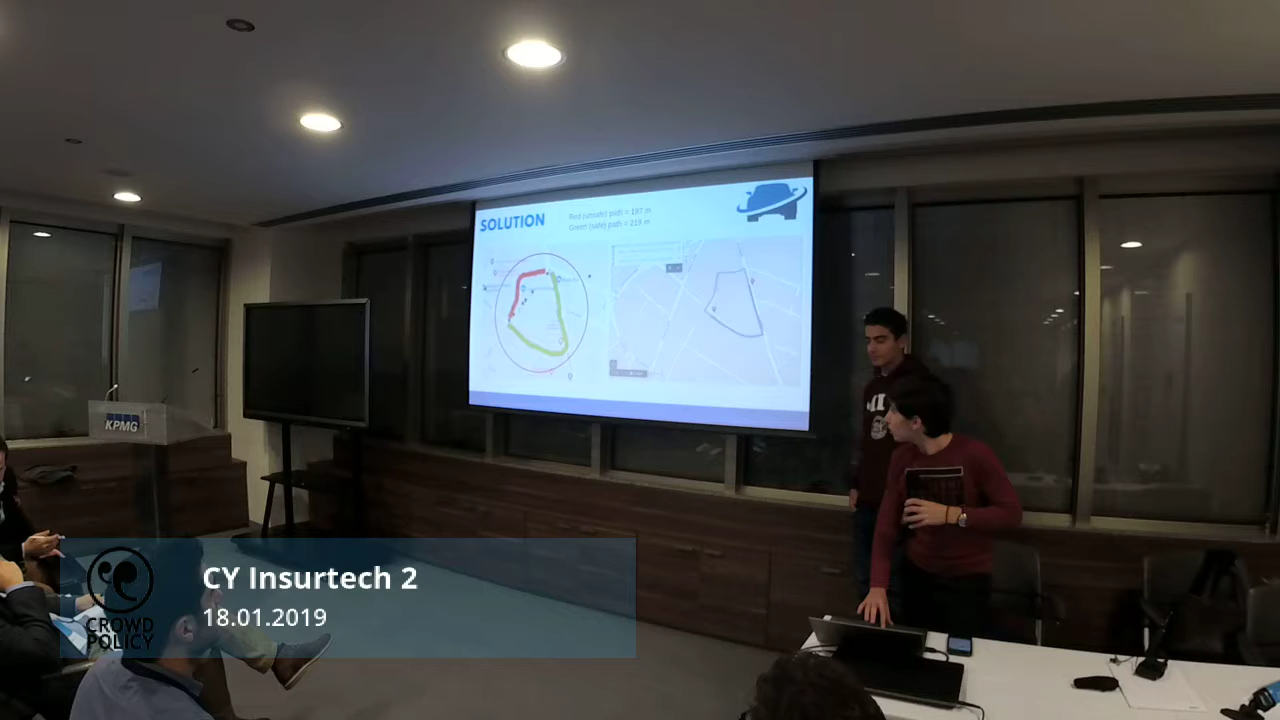 SOLUTION
Red (unsafe) path = 197 m
Green (safe) path = 219 m
KPMG
CY Insurtech 2
18.01.2019
CROWD
POLICY